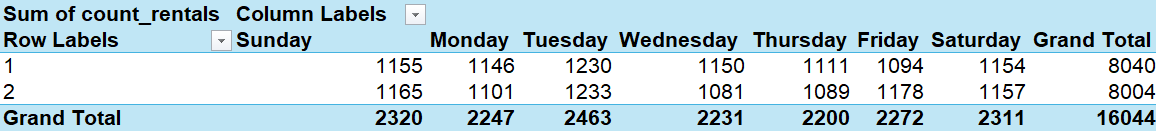 Sum of count_rentals Column Labels
Row Labels Sunday Monday Tuesday Wednesday Thursday Friday Saturday Grand Total
1 1155 1146 1230 1150 1111 1094 1154 8040
2 1165 1101 1233 1081 1089 1178 1157 8004
Grand Total 2320 2247 2463 2231 2200 2272 2311 16044